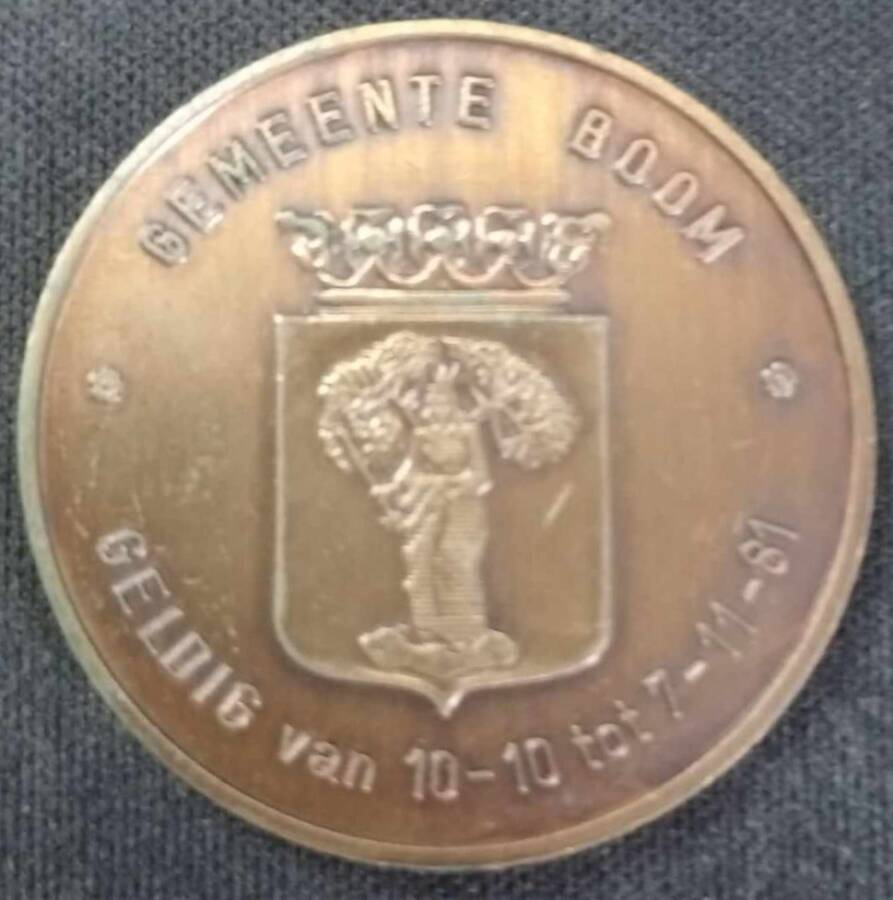 GEMEENTE BOOM
GELDIG van 10-10 tot 7-11-81